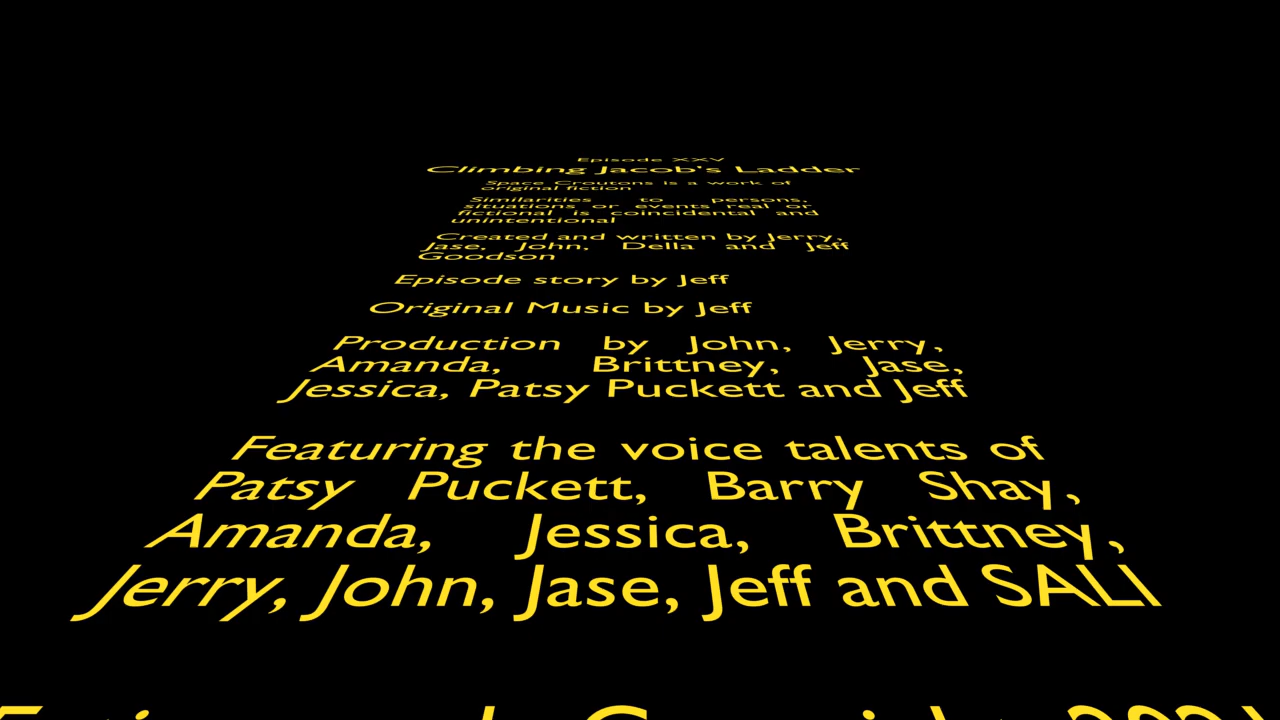 Episode XXV
Climbing Jacob's Ladder
Space Croutons is a work of
original fiction
Similarities to persons,
situations or events real or
fictional is coincidental and
unintentional
Created and written by Jerry,
Jase, John, Della and Jeff
Goodson
Episode story by Jeff
Original Music by Jeff
Production by John, Jerry,
Amanda, Brittney, Jase,
Jessica, Patsy Puckett and Jeff
Featuring the voice talents of
Patsy Puckett, Barry Shay,
Amanda, Jessica, Brittney,
Jerry, John, Jase, Jeff and SALI